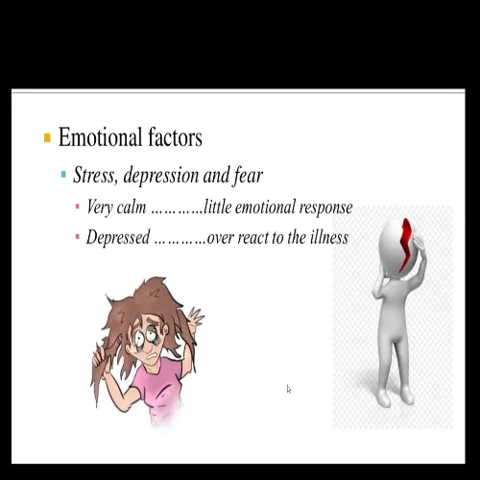 Emotional factors
Stress, depression and fear
Very calm …………little emotional response
Depressed …………over react to the illness